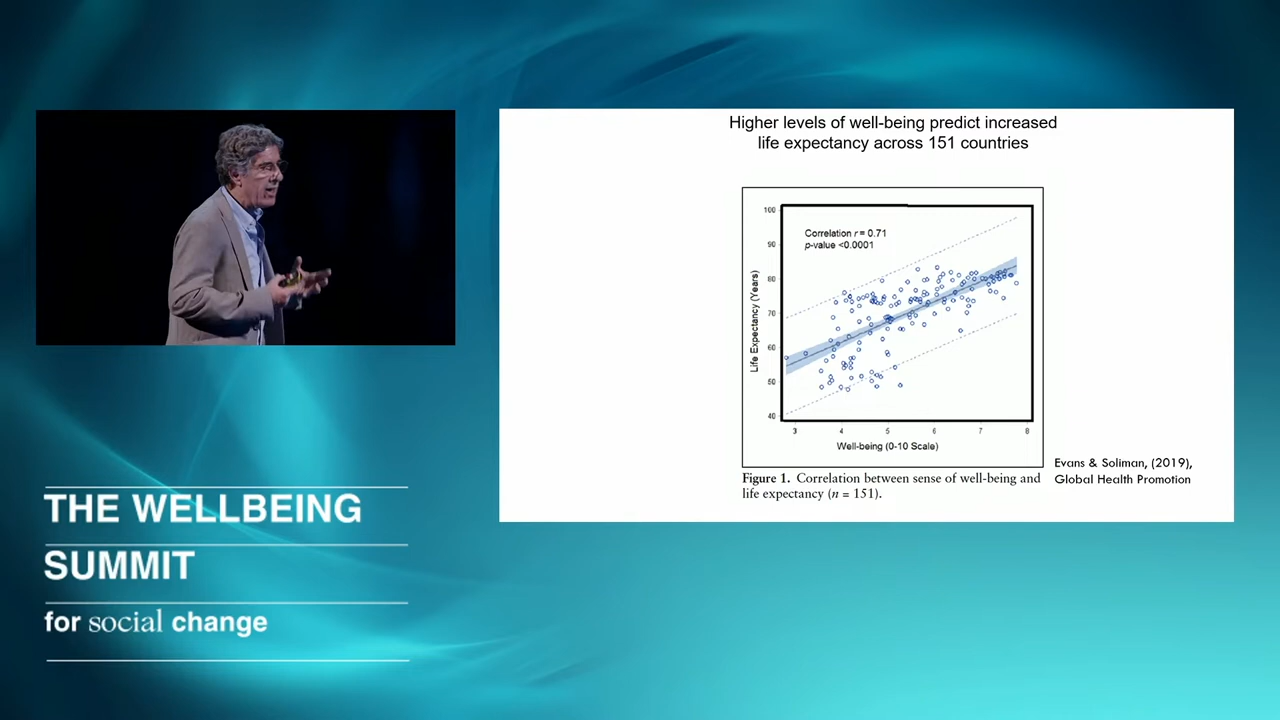 Higher levels of well-being predict increased
life expectancy across 151 countries
100
90
80
70
60
50
40
Life Expectancy (Years)
Correlation r = 0.71
p-value <0.0001
3 4 5 6 7 8
Well-being (0-10 Scale)
Figure 1. Correlation between sense of well-being and
life expectancy (n = 151).
Evans & Soliman, (2019),
Global Health Promotion
THE WELLBEING
SUMMIT
for social change